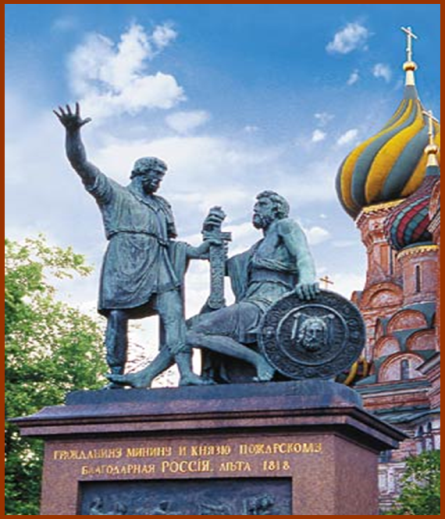 ГРАЖДАНИНУ МИНИНУ И КНЯЗЮ ПОЖАРСКОМУ
БЛАГОДАРНАЯ РОССІЯ. ЛѢТА 1818